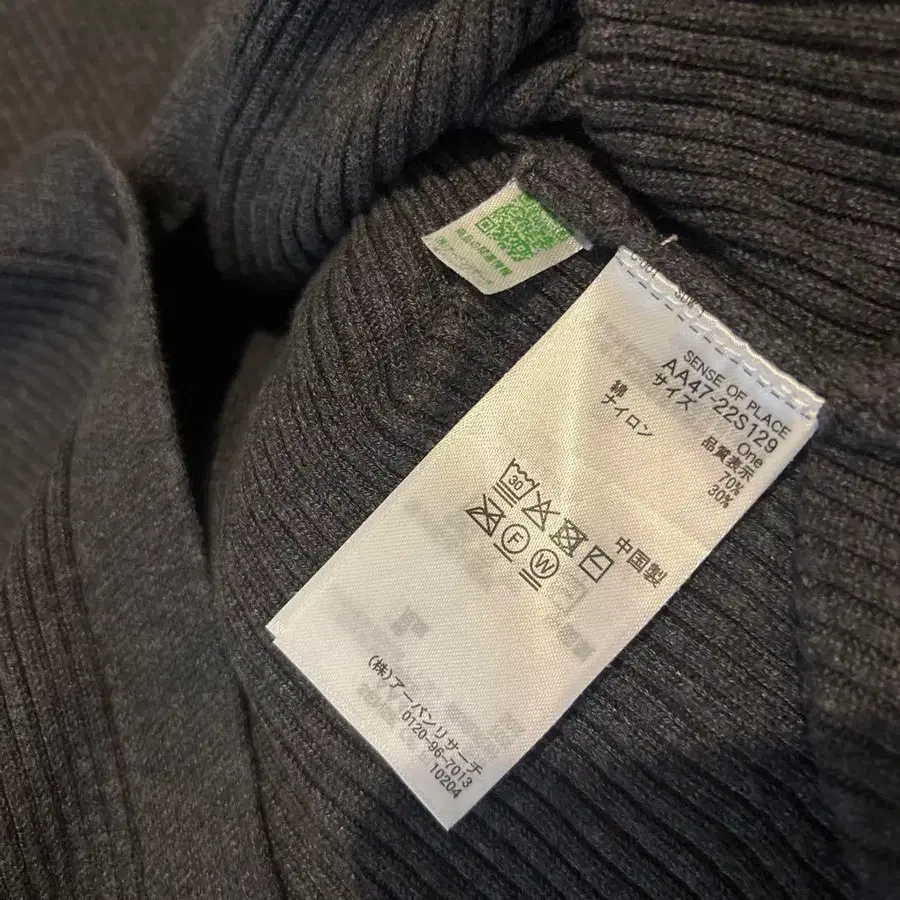 SENSE OF PLACE
AA47-22S129
サイズ One
品質表示
綿 70%
ナイロン 30%
30
F W
中国製
(株)アーバンリサーチ
0120-96-7013
10204